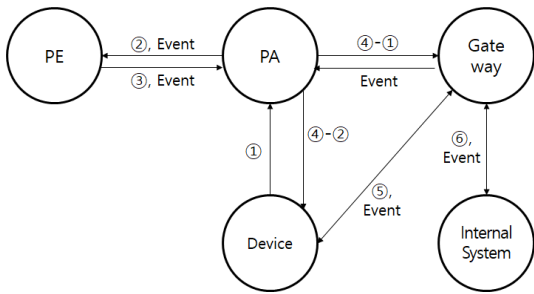 ②, Event
④-①
PE
PA
Gate
way
③, Event
Event
①
④-②
⑥,
Event
⑤,
Event
Device
Internal
System